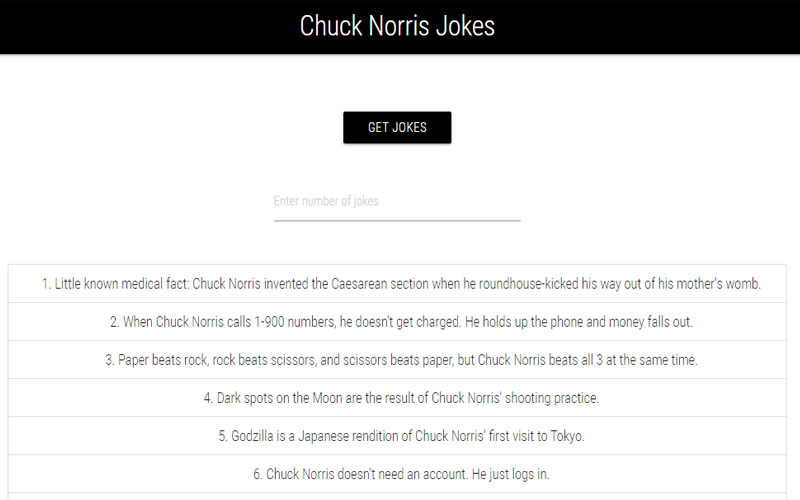 Chuck Norris Jokes
GET JOKES
Enter number of jokes
1. Little known medical fact: Chuck Norris invented the Caesarean section when he roundhouse-kicked his way out of his mother's womb.
2. When Chuck Norris calls 1-900 numbers, he doesn't get charged. He holds up the phone and money falls out.
3. Paper beats rock, rock beats scissors, and scissors beats paper, but Chuck Norris beats all 3 at the same time.
4. Dark spots on the Moon are the result of Chuck Norris' shooting practice.
5. Godzilla is a Japanese rendition of Chuck Norris' first visit to Tokyo.
6. Chuck Norris doesn't need an account. He just logs in.